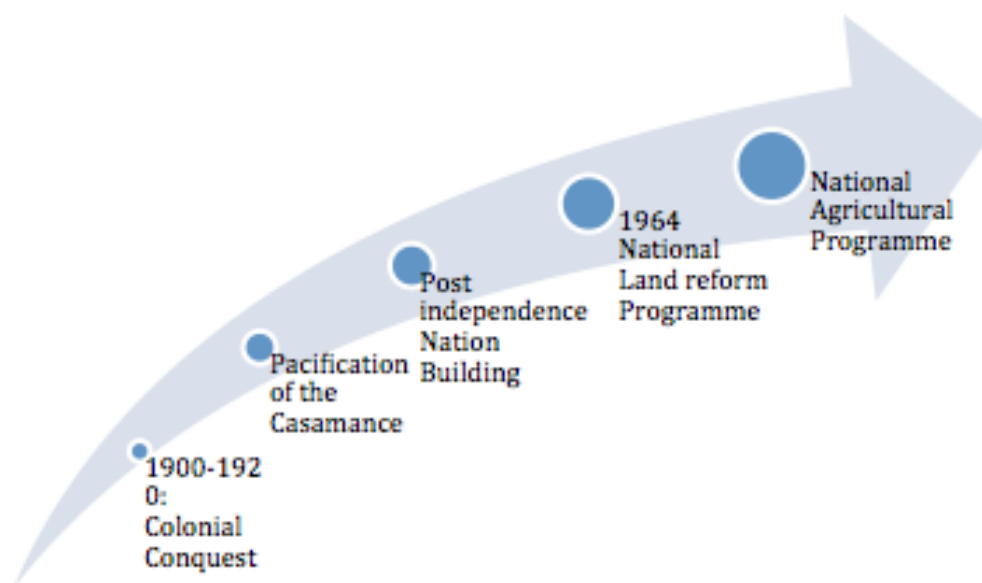 1900-192
0:
Colonial
Conquest
Pacification
of the
Casamance
Post
independence
Nation
Building
1964
National
Land reform
Programme
National
Agricultural
Programme